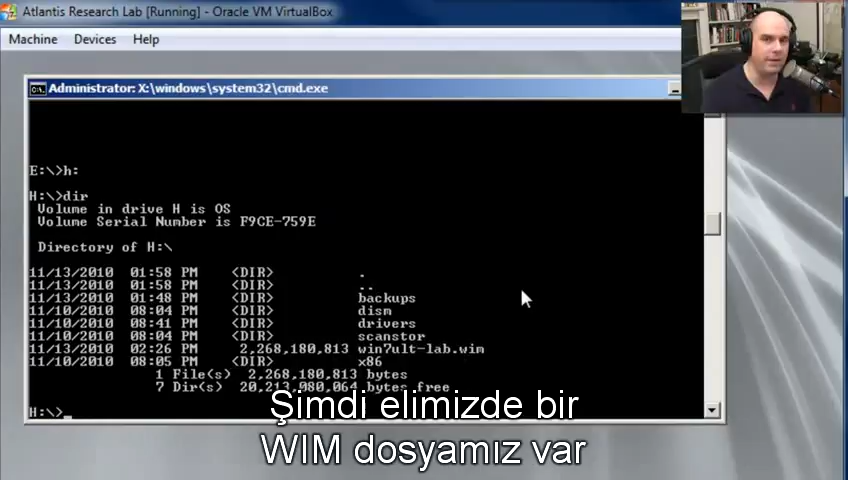 Atlantis Research Lab [Running] - Oracle VM VirtualBox
Machine Devices Help
Administrator: X:\windows\system32\cmd.exe
E:\>h:
H:\>dir
Volume in drive H is OS
Volume Serial Number is F9CE-759E
Directory of H:\
11/13/2010 01:58 PM <DIR> .
11/13/2010 01:58 PM <DIR> ..
11/13/2010 01:48 PM <DIR> backups
11/10/2010 08:04 PM <DIR> dism
11/10/2010 08:41 PM <DIR> drivers
11/10/2010 08:04 PM <DIR> scanstor
11/13/2010 02:26 PM 2,268,180,813 win7ult-lab.wim
11/10/2010 08:05 PM <DIR> x86
1 File(s) 2,268,180,813 bytes
7 Dir(s) 20,213,080,064 bytes free
H:\>_
Şimdi elimizde bir
WIM dosyamız var